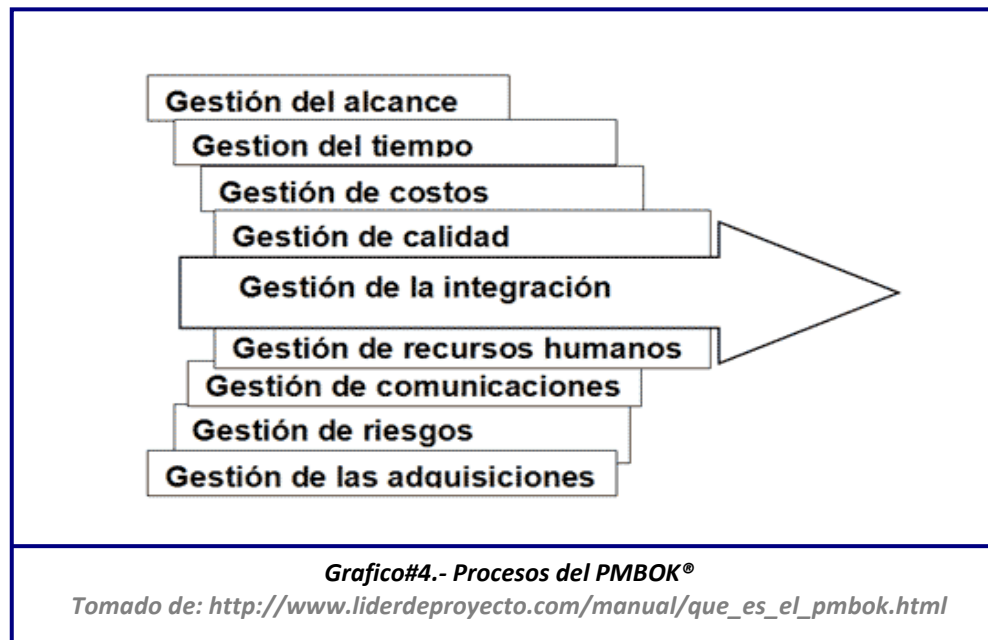 Gestión del alcance
Gestion del tiempo
Gestión de costos
Gestión de calidad
Gestión de la integración
Gestión de recursos humanos
Gestión de comunicaciones
Gestión de riesgos
Gestión de las adquisiciones
Grafico#4.- Procesos del PMBOK®
Tomado de: http://www.liderdeproyecto.com/manual/que_es_el_pmbok.html